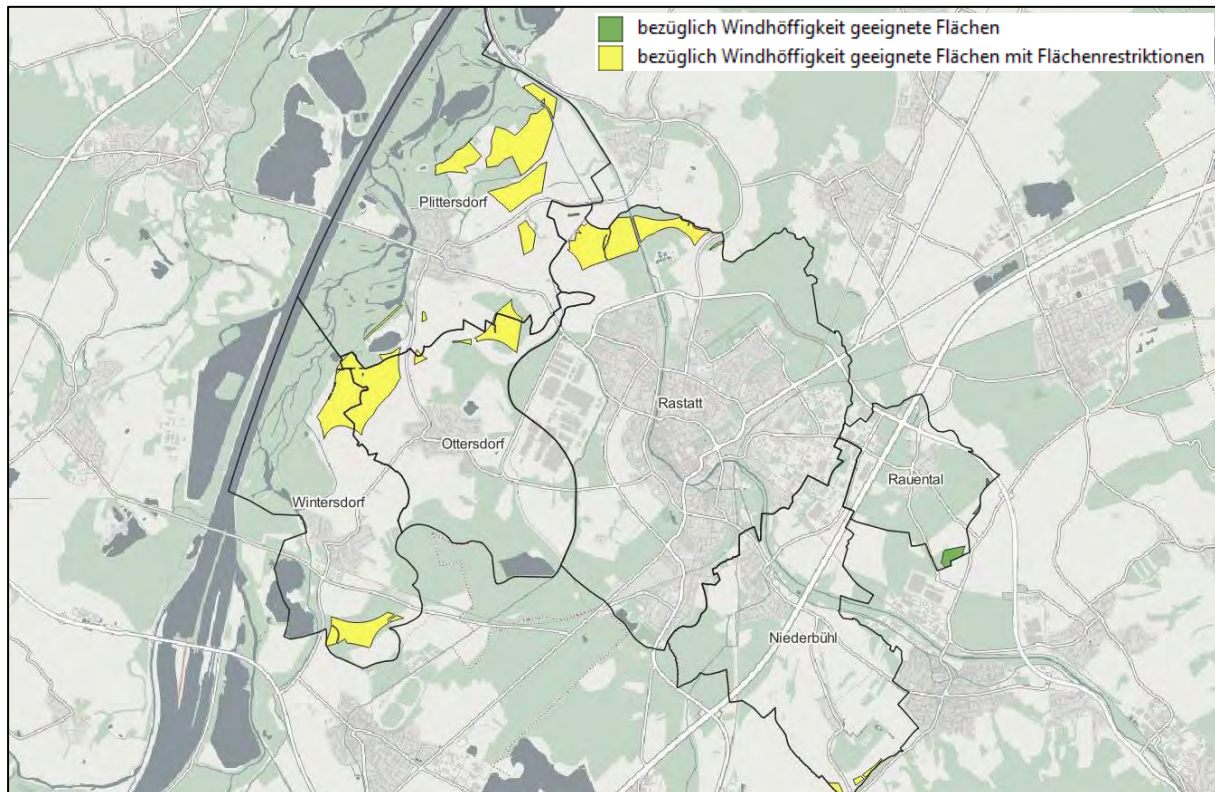 bezüglich Windhöffigkeit geeignete Flächen
bezüglich Windhöffigkeit geeignete Flächen mit Flächenrestriktionen
Plittersdorf
Rastatt
Ottersdorf
Rauental
Wintersdorf
Niederbühl